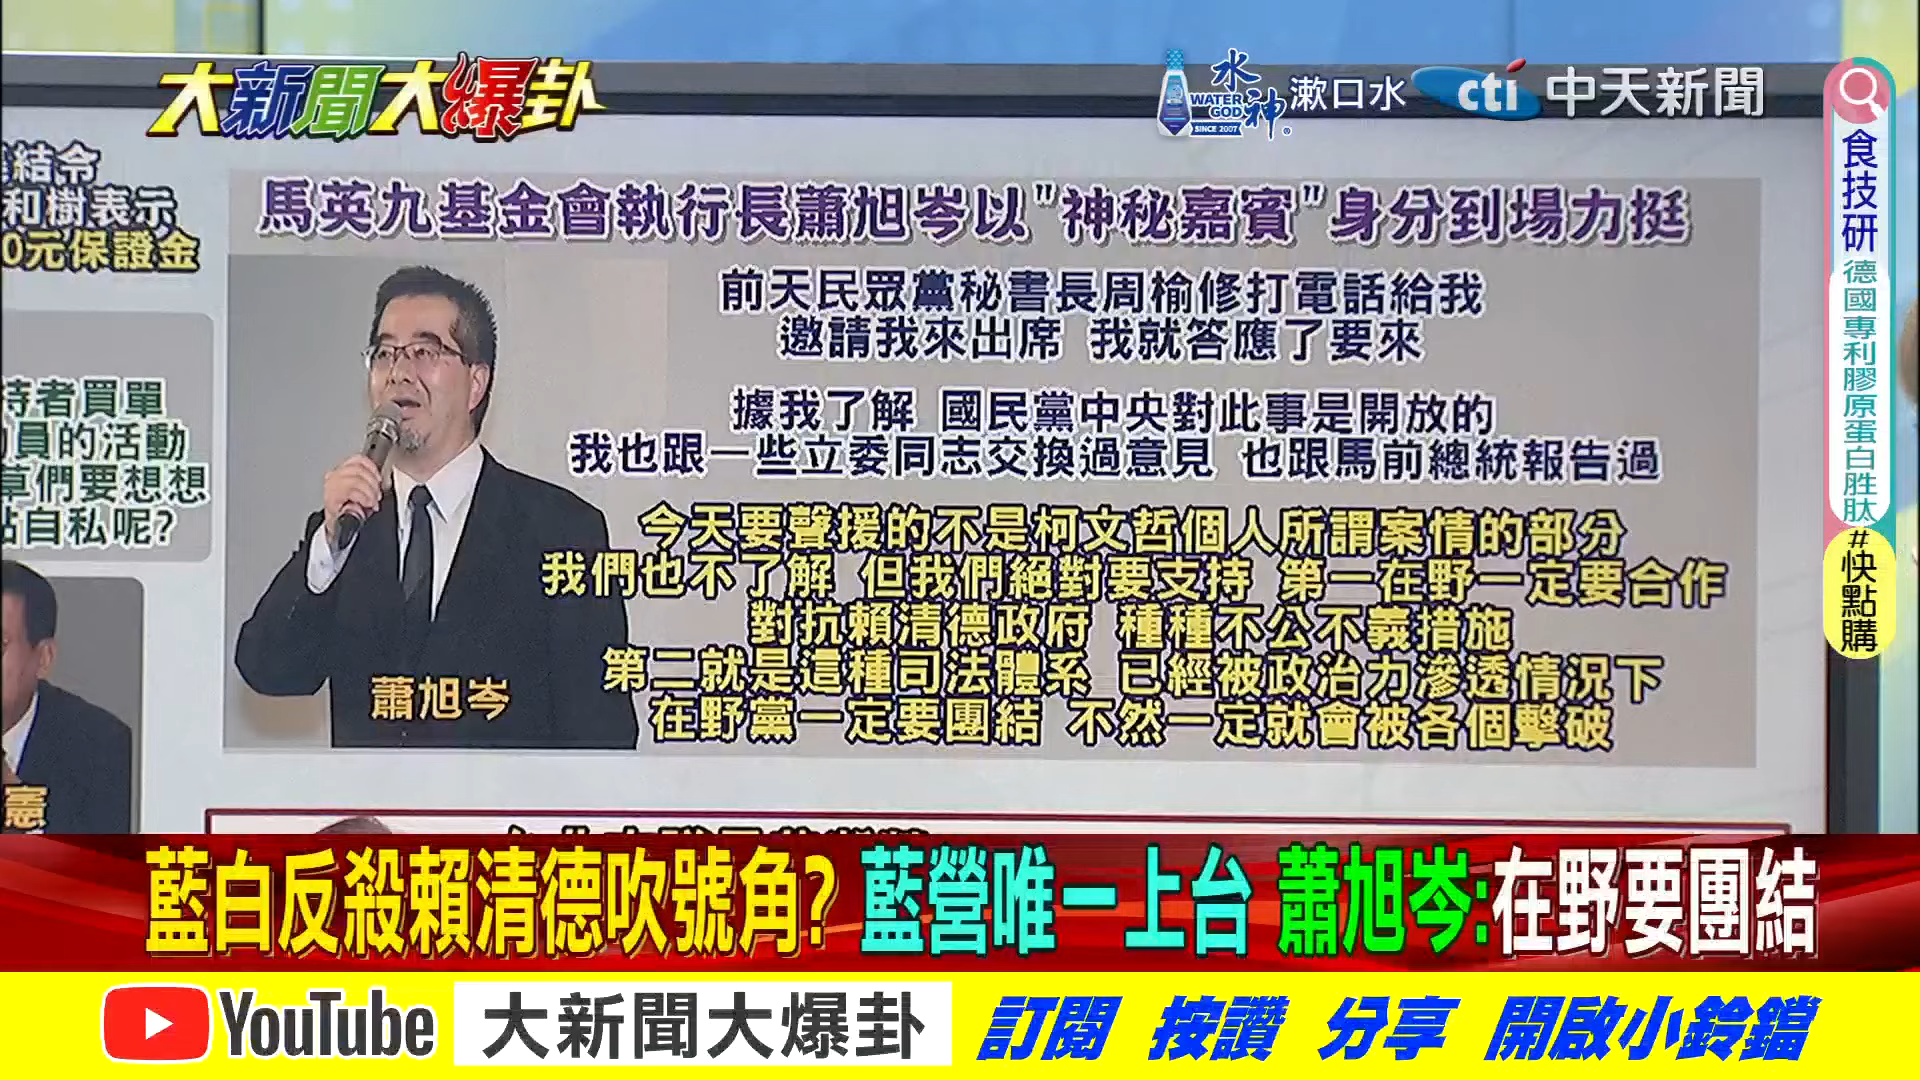 大新聞大爆卦
水神
WATER GOD
SINCE 2007
漱口水
cti 中天新聞
食技研
德國專利膠原蛋白胜肽
#快點購
結令
和樹表示
0元保證金
持者買單
員的活動
草們要想想
點自私呢?
憲
馬英九基金會執行長蕭旭岑以"神秘嘉賓"身分到場力挺
前天民眾黨秘書長周榆修打電話給我
邀請我來出席 我就答應了要來
據我了解 國民黨中央對此事是開放的
我也跟一些立委同志交換過意見 也跟馬前總統報告過
今天要聲援的不是柯文哲個人所謂案情的部分
我們也不了解 但我們絕對要支持 第一在野一定要合作
對抗賴清德政府 種種不公不義措施
第二就是這種司法體系 已經被政治力滲透情況下
在野黨一定要團結 不然一定就會被各個擊破
蕭旭岑
藍白反殺賴清德吹號角? 藍營唯一上台 蕭旭岑:在野要團結
YouTube 大新聞大爆卦 訂閱 按讚 分享 開啟小鈴鐺